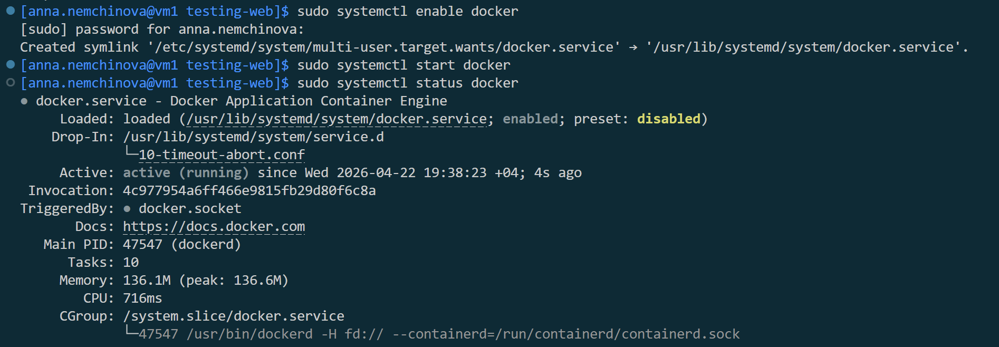 [anna.nemchinova@vm1 testing-web]$ sudo systemctl enable docker
[sudo] password for anna.nemchinova:
Created symlink '/etc/systemd/system/multi-user.target.wants/docker.service' → '/usr/lib/systemd/system/docker.service'.
[anna.nemchinova@vm1 testing-web]$ sudo systemctl start docker
[anna.nemchinova@vm1 testing-web]$ sudo systemctl status docker
● docker.service - Docker Application Container Engine
     Loaded: loaded (/usr/lib/systemd/system/docker.service; enabled; preset: disabled)
    Drop-In: /usr/lib/systemd/system/service.d
             └─10-timeout-abort.conf
     Active: active (running) since Wed 2026-04-22 19:38:23 +04; 4s ago
 Invocation: 4c977954a6ff466e9815fb29d80f6c8a
TriggeredBy: ● docker.socket
       Docs: https://docs.docker.com
   Main PID: 47547 (dockerd)
      Tasks: 10
     Memory: 136.1M (peak: 136.6M)
        CPU: 716ms
     CGroup: /system.slice/docker.service
             └─47547 /usr/bin/dockerd -H fd:// --containerd=/run/containerd/containerd.sock